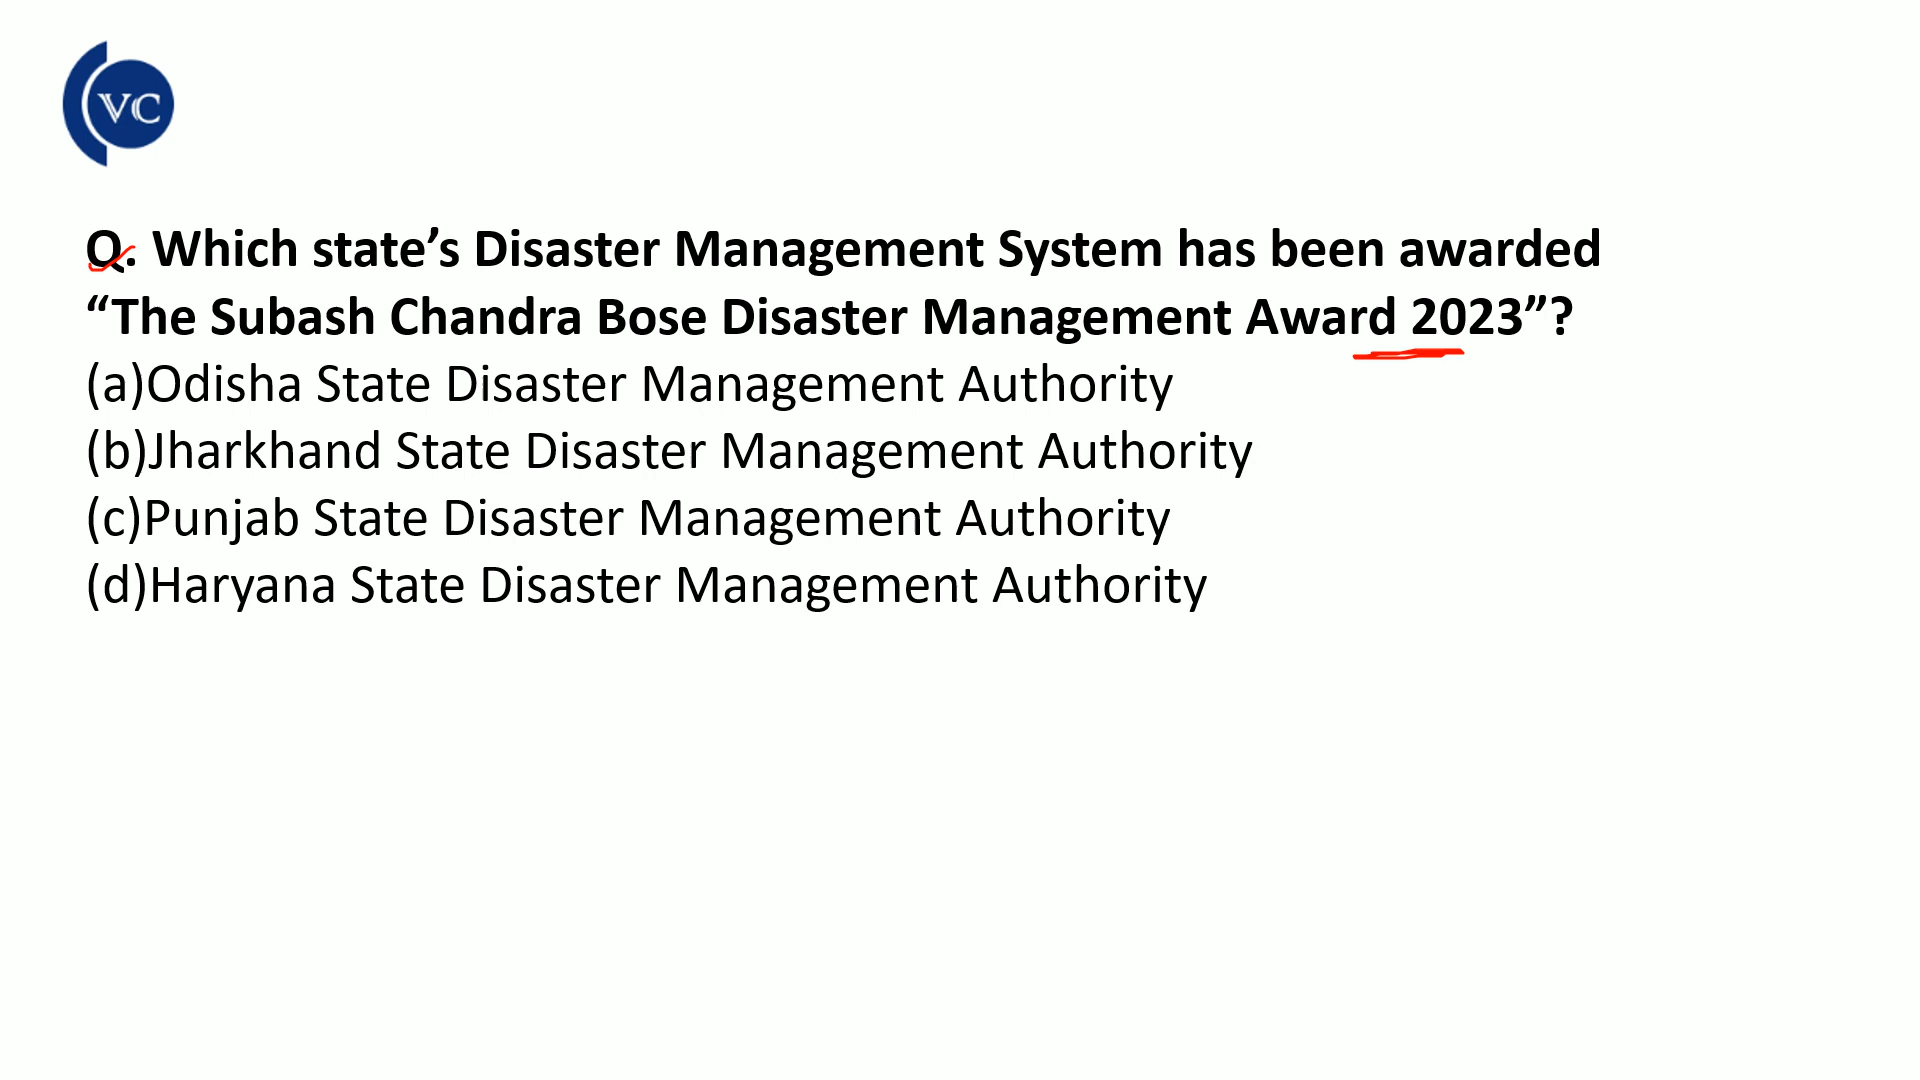 VC
Q. Which state’s Disaster Management System has been awarded
“The Subash Chandra Bose Disaster Management Award 2023”?
(a)Odisha State Disaster Management Authority
(b)Jharkhand State Disaster Management Authority
(c)Punjab State Disaster Management Authority
(d)Haryana State Disaster Management Authority